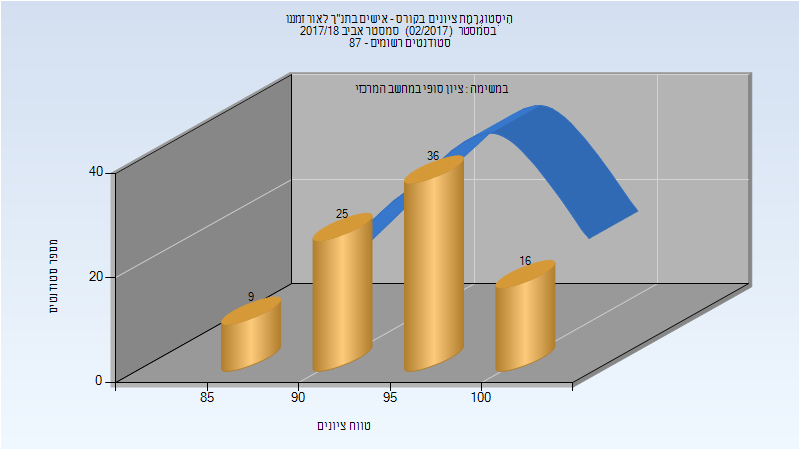 היסטוגרמת ציונים בקורס - אישים בתנ"ך לאור זמננו
בסמסטר (02/2017) סמסטר אביב 2017/18
סטודנטים רשומים - 87
במשימה : ציון סופי במחשב המרכזי
מספר סטודנטים
40
20
0
9
25
36
16
85
90
95
100
טווח ציונים